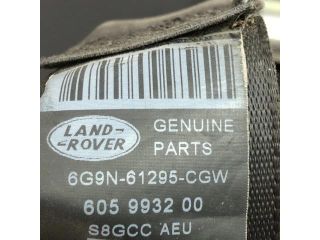 LAND-
ROVER
GENUINE
PARTS
6G9N-61295-CGW
605 9932 00
S8GCC AEU